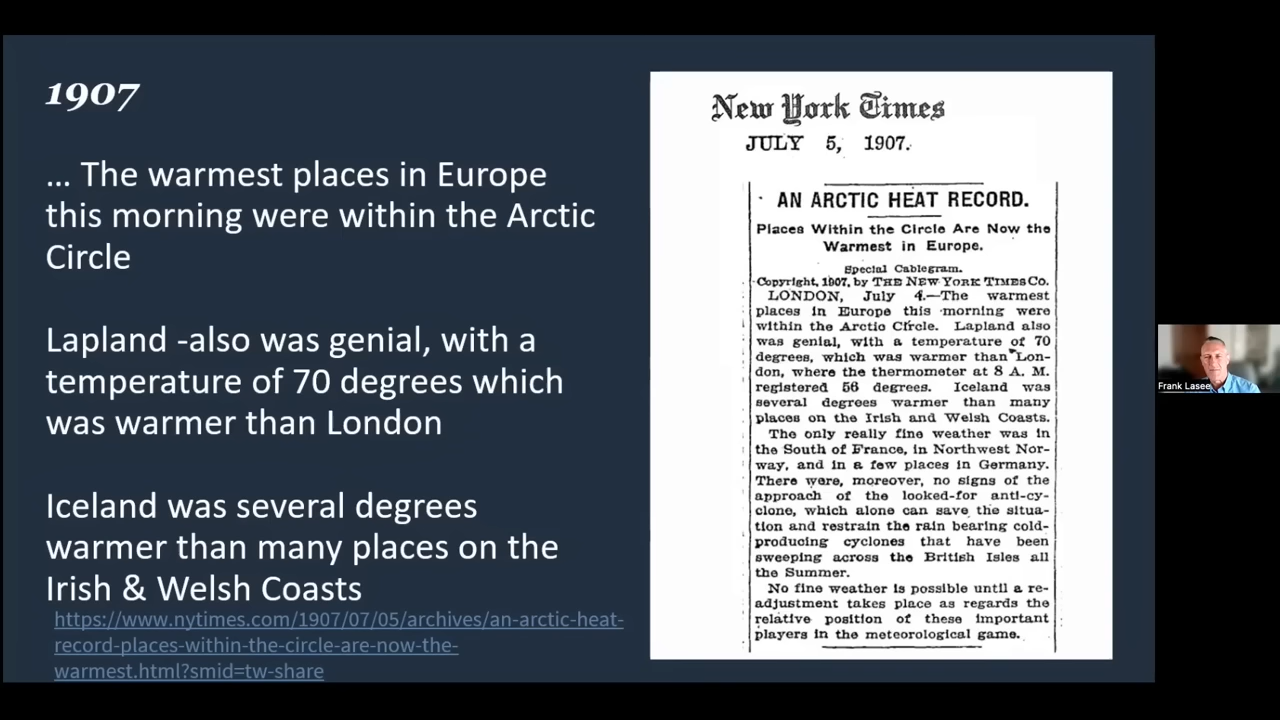 1907
... The warmest places in Europe
this morning were within the Arctic
Circle
Lapland -also was genial, with a
temperature of 70 degrees which
was warmer than London
Iceland was several degrees
warmer than many places on the
Irish & Welsh Coasts
https://www.nytimes.com/1907/07/05/archives/an-arctic-heat-
record-places-within-the-circle-are-now-the-
warmest.html?smid=tw-share
New York Times
JULY 5, 1907.
AN ARCTIC HEAT RECORD.
Places Within the Circle Are Now the
Warmest in Europe.
Special Cablegram.
Copyright, 1907, by THE NEW YORK TIMES Co.
LONDON, July 4.—The warmest
places in Europe this morning were
within the Arctic Circle. Lapland also
was genial, with a temperature of 70
degrees, which was warmer than Lon-
don, where the thermometer at 8 A. M.
registered 56 degrees. Iceland was
several degrees warmer than many
places on the Irish and Welsh Coasts.
The only really fine weather was in
the South of France, in Northwest Nor-
way, and in a few places in Germany.
There were, moreover, no signs of the
approach of the looked-for anti-cy-
clone, which alone can save the situa-
tion and restrain the rain bearing cold-
producing cyclones that have been
sweeping across the British Isles all
the Summer.
No fine weather is possible until a re-
adjustment takes place as regards the
relative position of these important
players in the meteorological game.
Frank Lasee